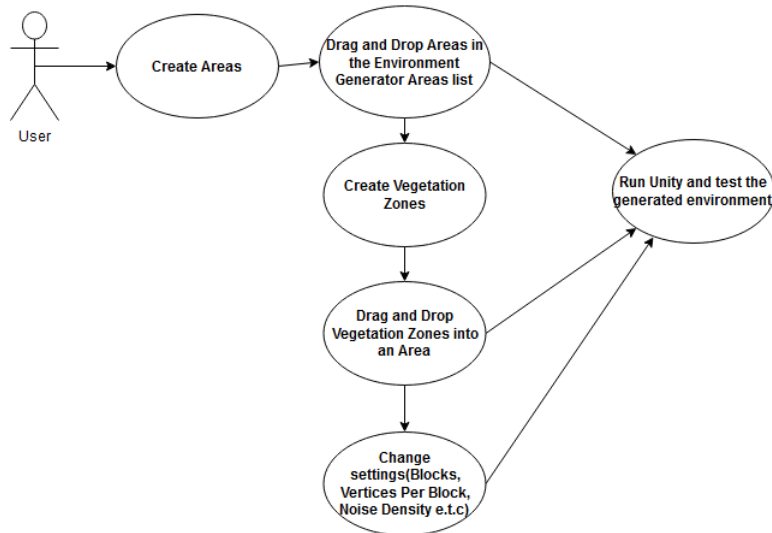 User
Create Areas
Drag and Drop Areas in
the Environment
Generator Areas list
Create Vegetation
Zones
Run Unity and test the
generated environment
Drag and Drop
Vegetation Zones into
an Area
Change
settings(Blocks,
Vertices Per Block,
Noise Density e.t.c)